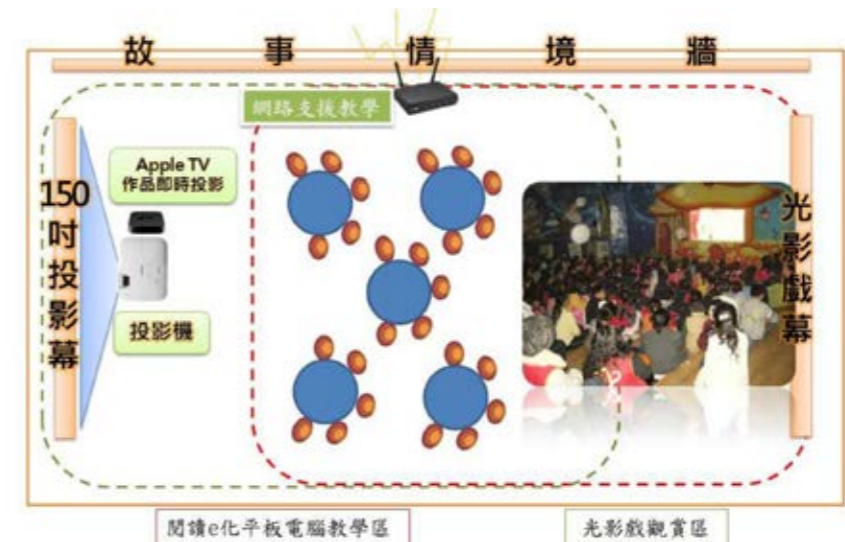 故事情境牆
網路支援教學
Apple TV
作品即時投影
150吋投影幕
投影機
光影戲幕
閱讀e化平板電腦教學區
光影戲觀賞區